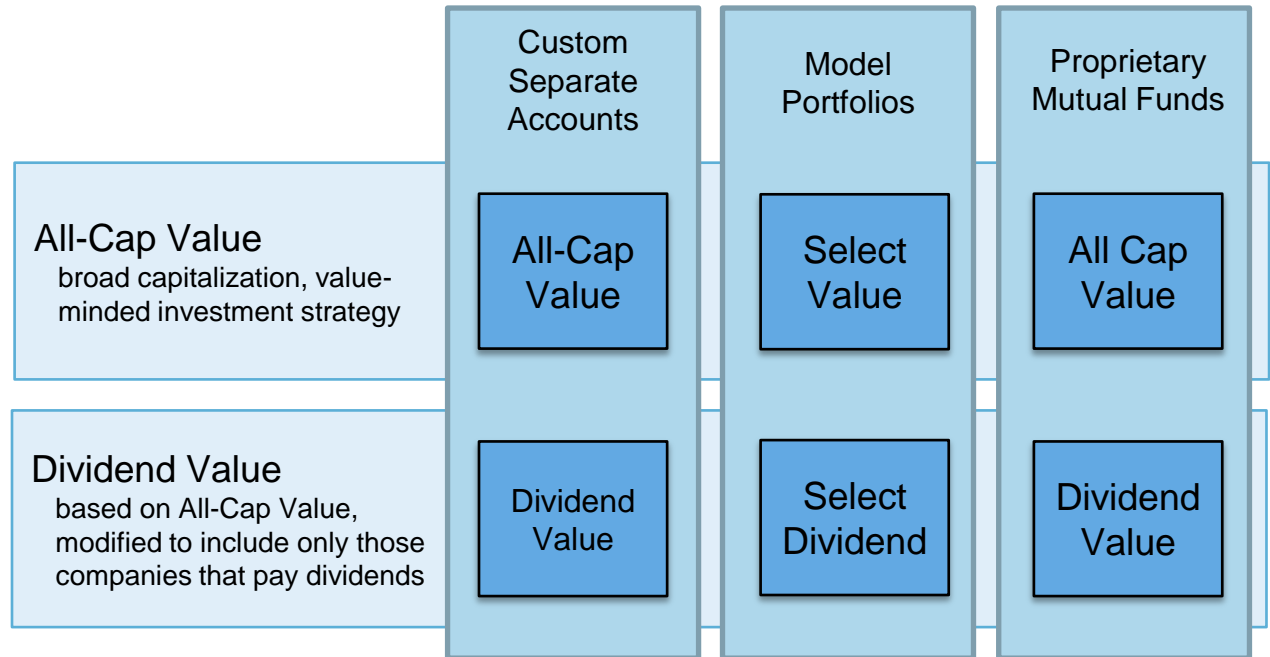 Custom
Separate
Accounts
Model
Portfolios
Proprietary
Mutual Funds
All-Cap Value
broad capitalization, value-
minded investment strategy
All-Cap
Value
Select
Value
All Cap
Value
Dividend Value
based on All-Cap Value,
modified to include only those
companies that pay dividends
Dividend
Value
Select
Dividend
Dividend
Value